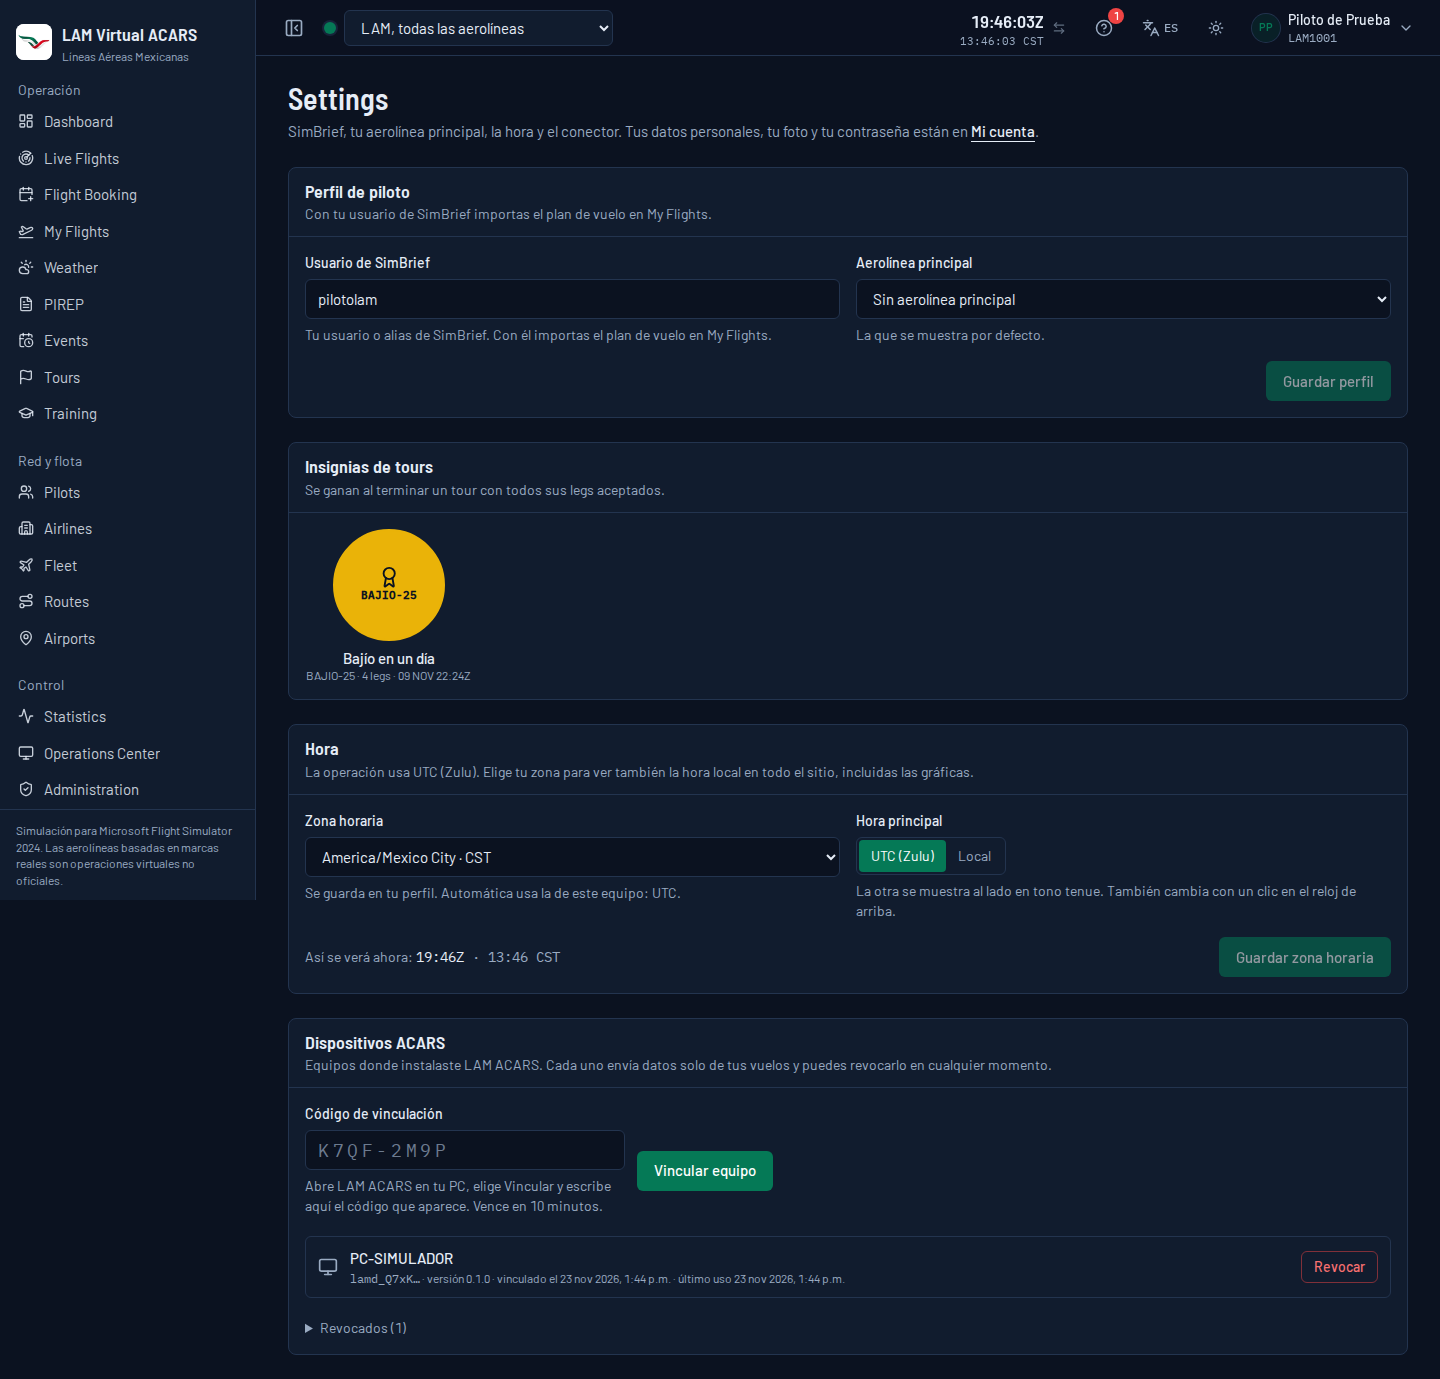 LAM Virtual ACARS
Líneas Aéreas Mexicanas
Operación
Dashboard
Live Flights
Flight Booking
My Flights
Weather
PIREP
Events
Tours
Training
Red y flota
Pilots
Airlines
Fleet
Routes
Airports
Control
Statistics
Operations Center
Administration
Simulación para Microsoft Flight Simulator
2024. Las aerolíneas basadas en marcas
reales son operaciones virtuales no
oficiales.
LAM, todas las aerolíneas
19:46:03Z
13:46:03 CST
1
ES
PP
Piloto de Prueba
LAM1001
Settings
SimBrief, tu aerolínea principal, la hora y el conector. Tus datos personales, tu foto y tu contraseña están en Mi cuenta.
Perfil de piloto
Con tu usuario de SimBrief importas el plan de vuelo en My Flights.
Usuario de SimBrief
pilotolam
Tu usuario o alias de SimBrief. Con él importas el plan de vuelo en My Flights.
Aerolínea principal
Sin aerolínea principal
La que se muestra por defecto.
Guardar perfil
Insignias de tours
Se ganan al terminar un tour con todos sus legs aceptados.
BAJIO-25
Bajío en un día
BAJIO-25 · 4 legs · 09 NOV 22:24Z
Hora
La operación usa UTC (Zulu). Elige tu zona para ver también la hora local en todo el sitio, incluidas las gráficas.
Zona horaria
America/Mexico City · CST
Se guarda en tu perfil. Automática usa la de este equipo: UTC.
Hora principal
UTC (Zulu)
Local
La otra se muestra al lado en tono tenue. También cambia con un clic en el reloj de
arriba.
Así se verá ahora: 19:46Z · 13:46 CST
Guardar zona horaria
Dispositivos ACARS
Equipos donde instalaste LAM ACARS. Cada uno envía datos solo de tus vuelos y puedes revocarlo en cualquier momento.
Código de vinculación
K7QF-2M9P
Abre LAM ACARS en tu PC, elige Vincular y escribe
aquí el código que aparece. Vence en 10 minutos.
Vincular equipo
PC-SIMULADOR
lamd_Q7xK… · versión 0.1.0 · vinculado el 23 nov 2026, 1:44 p.m. · último uso 23 nov 2026, 1:44 p.m.
Revocar
Revocados (1)